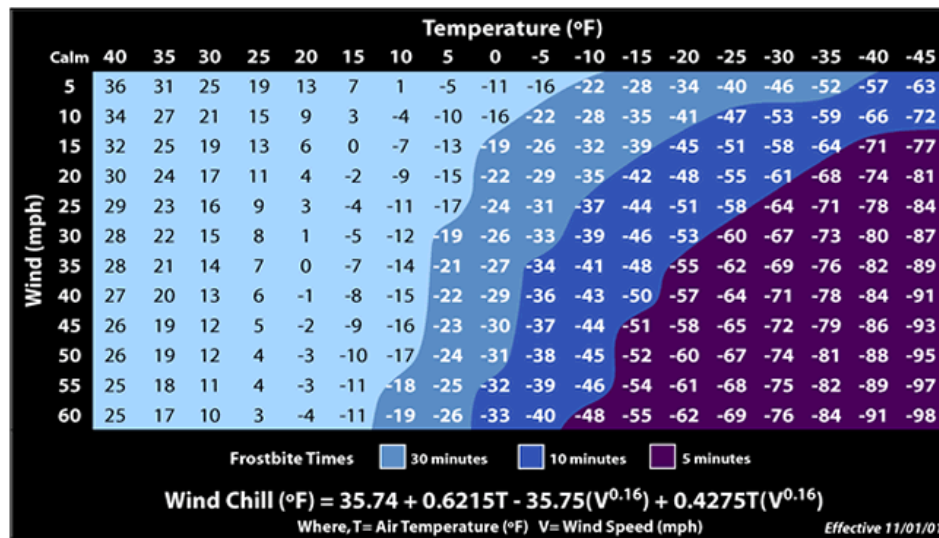 Temperature (ºF)
Calm 40 35 30 25 20 15 10 5 0 -5 -10 -15 -20 -25 -30 -35 -40 -45
5 36 31 25 19 13 7 1 -5 -11 -16 -22 -28 -34 -40 -46 -52 -57 -63
10 34 27 21 15 9 3 -4 -10 -16 -22 -28 -35 -41 -47 -53 -59 -66 -72
15 32 25 19 13 6 0 -7 -13 -19 -26 -32 -39 -45 -51 -58 -64 -71 -77
20 30 24 17 11 4 -2 -9 -15 -22 -29 -35 -42 -48 -55 -61 -68 -74 -81
25 29 23 16 9 3 -4 -11 -17 -24 -31 -37 -44 -51 -58 -64 -71 -78 -84
30 28 22 15 8 1 -5 -12 -19 -26 -33 -39 -46 -53 -60 -67 -73 -80 -87
35 28 21 14 7 0 -7 -14 -21 -27 -34 -41 -48 -55 -62 -69 -76 -82 -89
40 27 20 13 6 -1 -8 -15 -22 -29 -36 -43 -50 -57 -64 -71 -78 -84 -91
45 26 19 12 5 -2 -9 -16 -23 -30 -37 -44 -51 -58 -65 -72 -79 -86 -93
50 26 19 12 4 -3 -10 -17 -24 -31 -38 -45 -52 -60 -67 -74 -81 -88 -95
55 25 18 11 4 -3 -11 -18 -25 -32 -39 -46 -54 -61 -68 -75 -82 -89 -97
60 25 17 10 3 -4 -11 -19 -26 -33 -40 -48 -55 -62 -69 -76 -84 -91 -98
Wind (mph)
Frostbite Times 30 minutes 10 minutes 5 minutes
Wind Chill (ºF) = 35.74 + 0.6215T - 35.75(V^0.16) + 0.4275T(V^0.16)
Where, T= Air Temperature (ºF) V= Wind Speed (mph) Effective 11/01/01